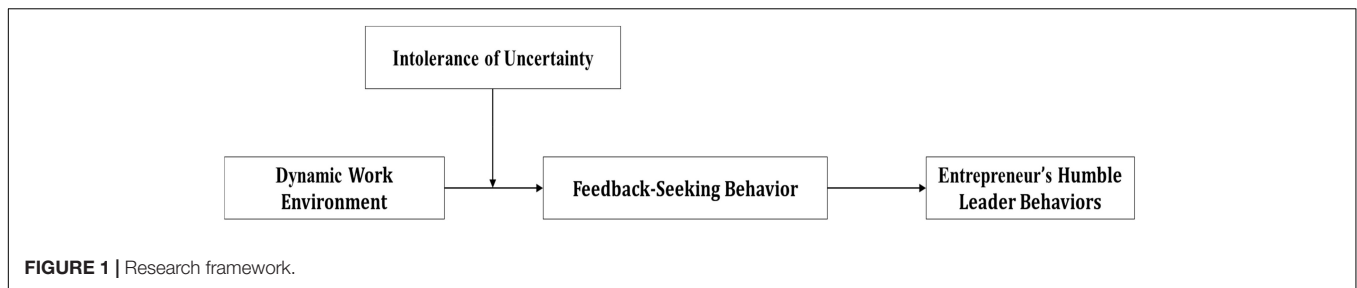 Intolerance of Uncertainty
Dynamic Work
Environment
Feedback-Seeking Behavior
Entrepreneur's Humble
Leader Behaviors
FIGURE 1 | Research framework.